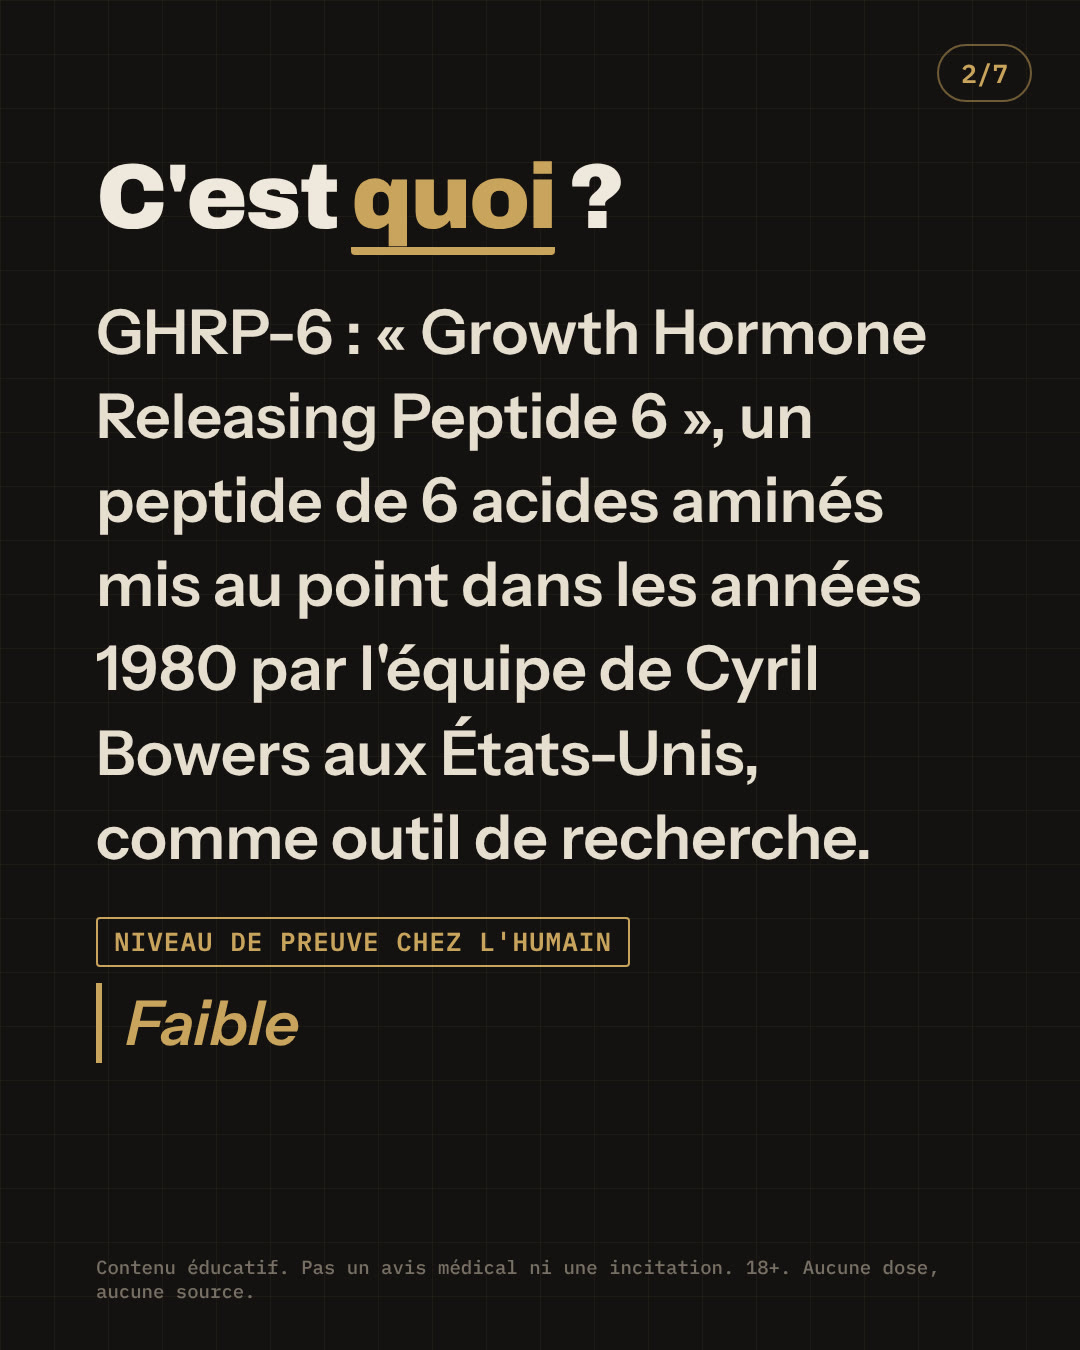 2/7
C'est quoi ?
GHRP-6 : « Growth Hormone
Releasing Peptide 6 », un
peptide de 6 acides aminés
mis au point dans les années
1980 par l'équipe de Cyril
Bowers aux États-Unis,
comme outil de recherche.
NIVEAU DE PREUVE CHEZ L'HUMAIN
Faible
Contenu éducatif. Pas un avis médical ni une incitation. 18+. Aucune dose,
aucune source.